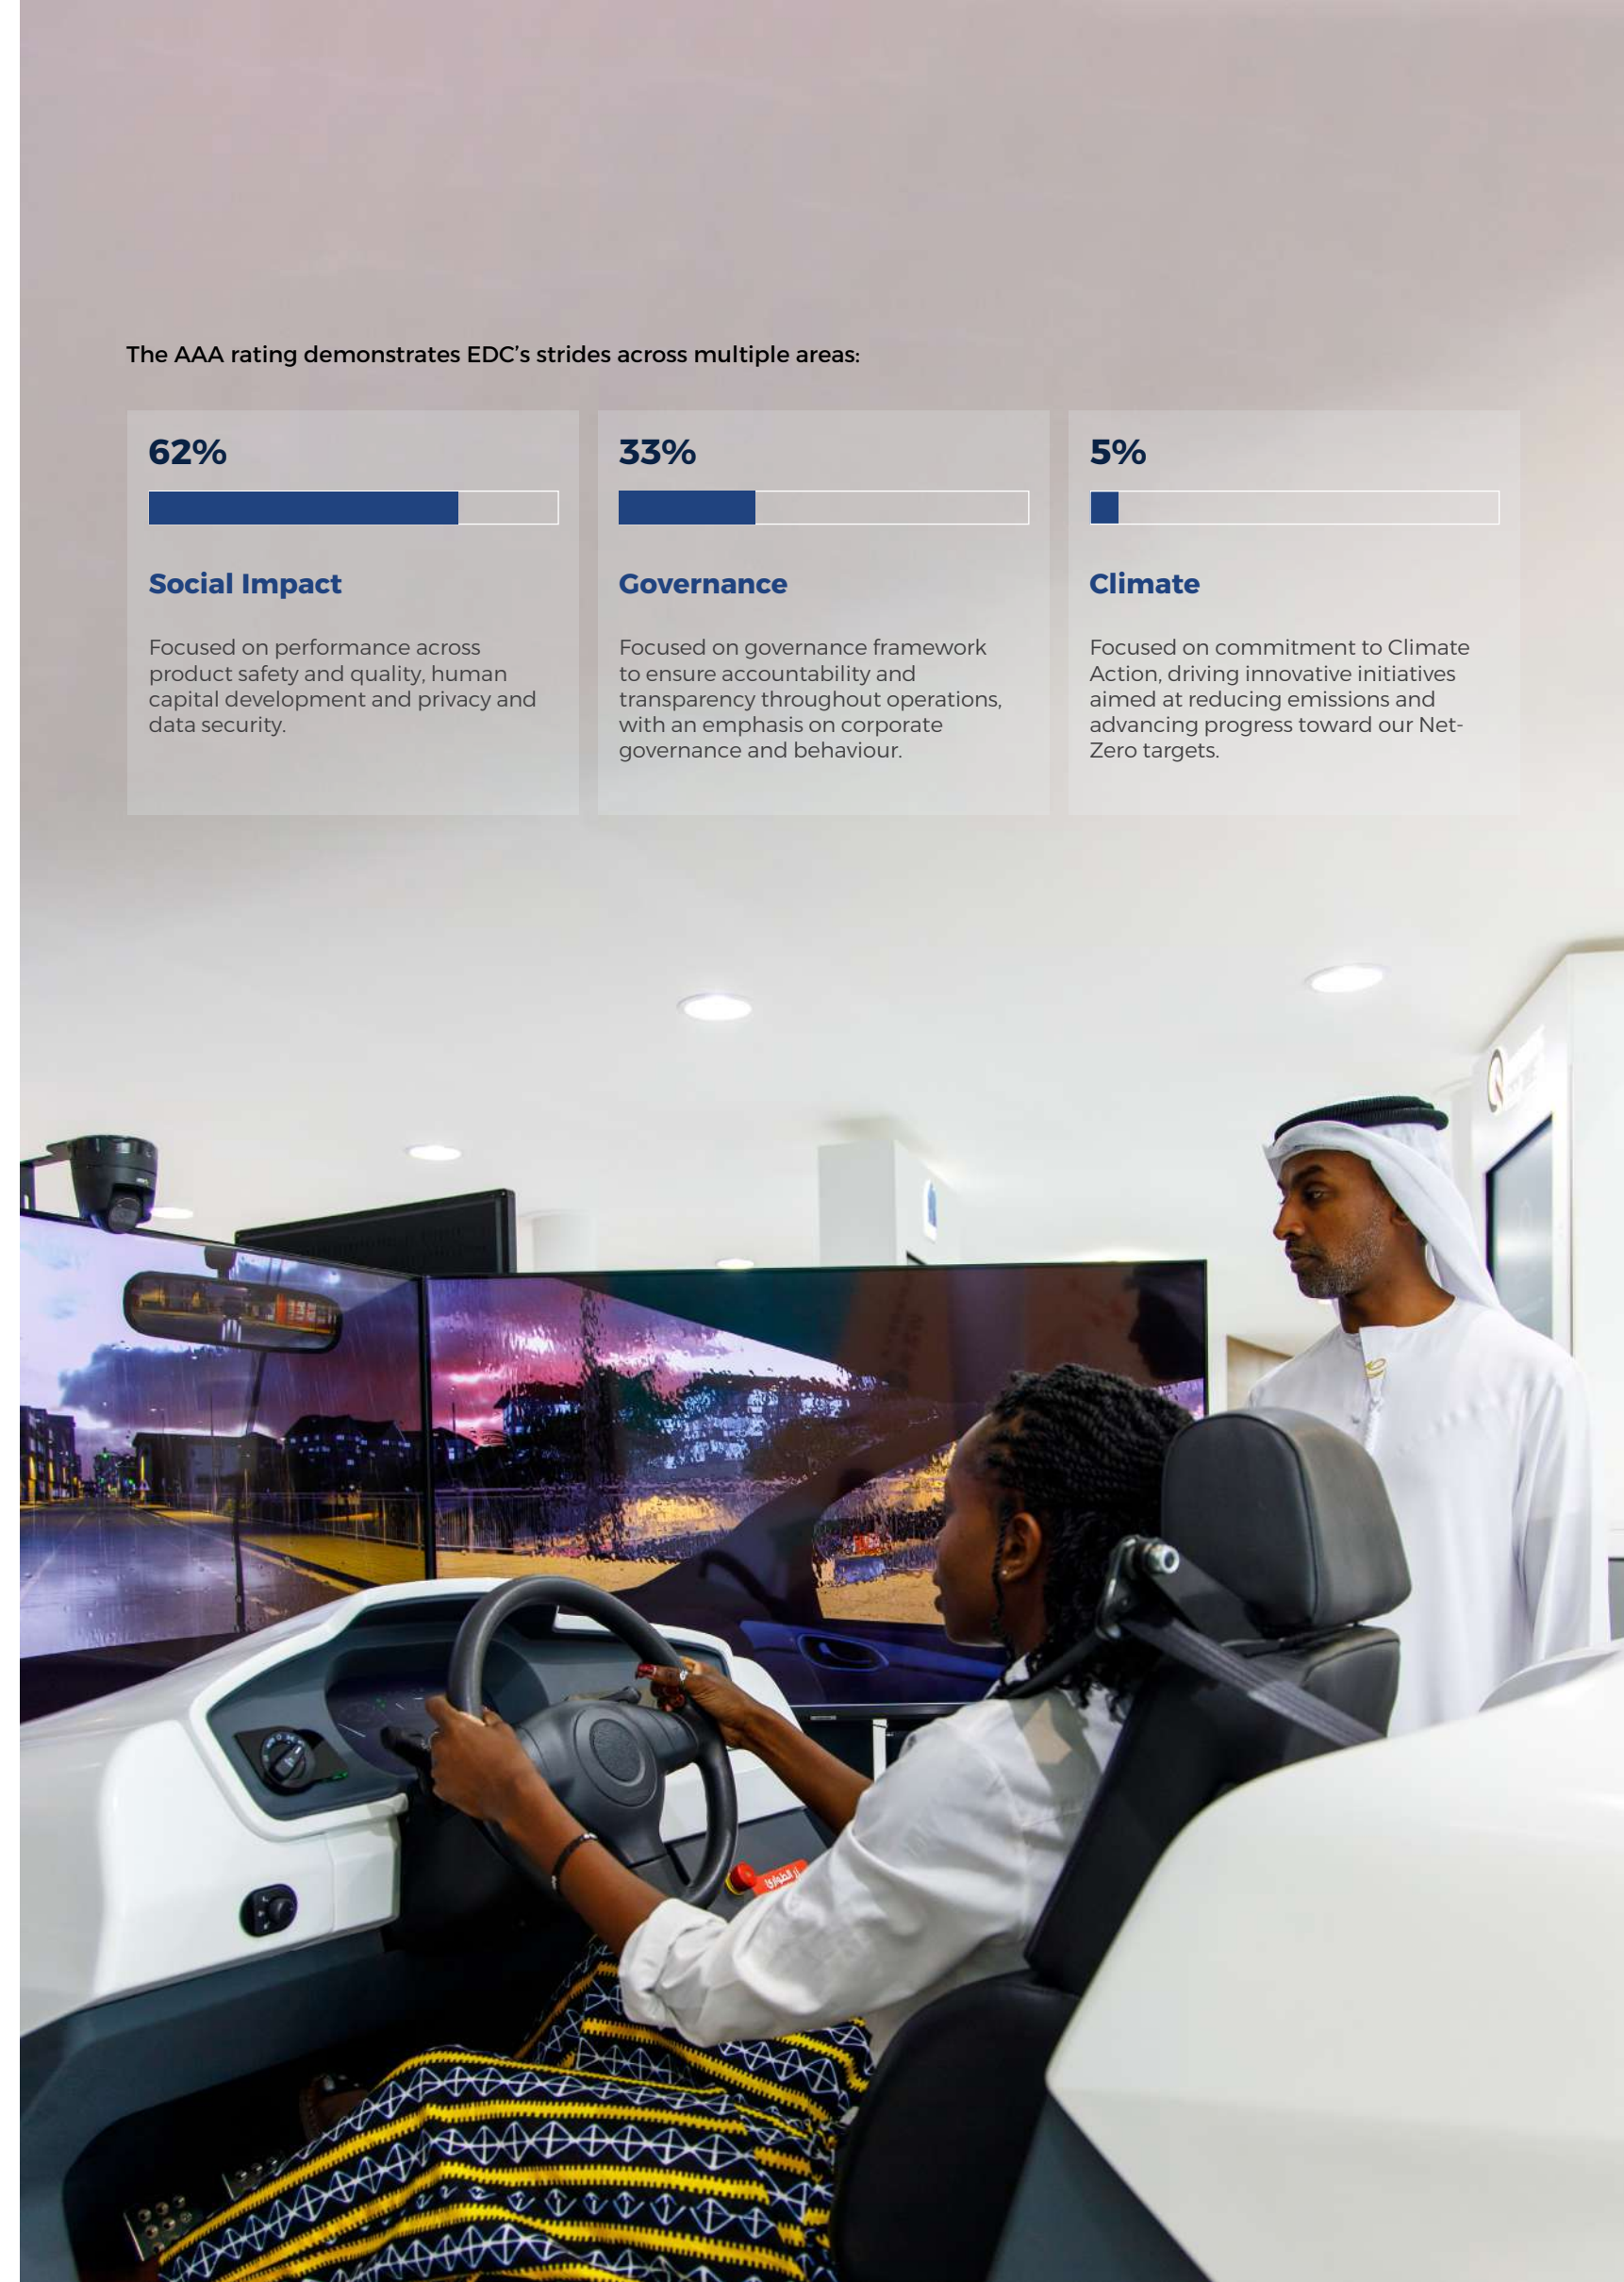 The AAA rating demonstrates EDC’s strides across multiple areas:
62%
33%
5%
Social Impact
Focused on performance across
product safety and quality, human
capital development and privacy and
data security.
Governance
Focused on governance framework
to ensure accountability and
transparency throughout operations,
with an emphasis on corporate
governance and behaviour.
Climate
Focused on commitment to Climate
Action, driving innovative initiatives
aimed at reducing emissions and
advancing progress toward our Net-
Zero targets.
زر الطوارئ